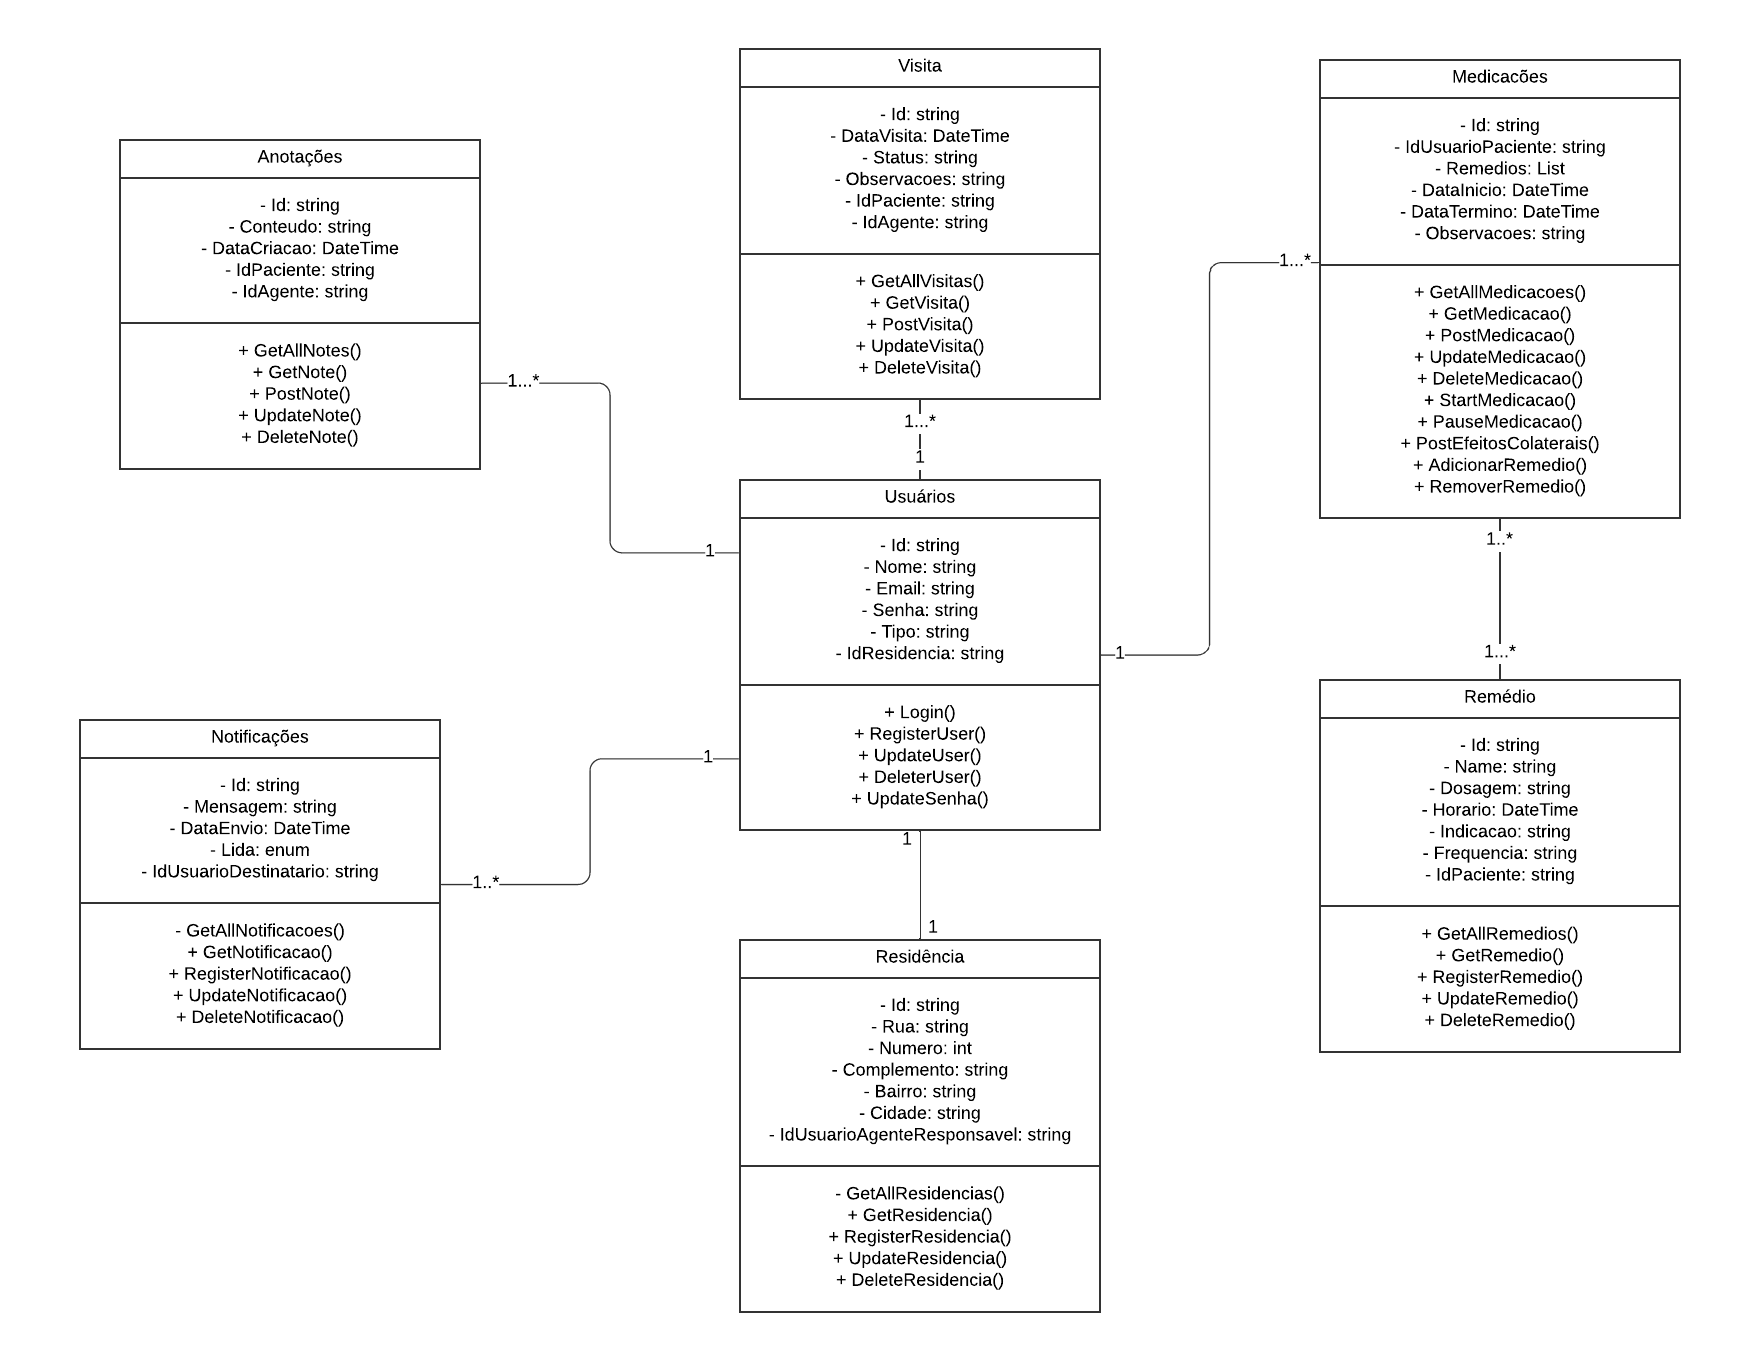 Visita
- Id: string
- DataVisita: DateTime
- Status: string
- Observacoes: string
- IdPaciente: string
- IdAgente: string
+ GetAllVisitas()
+ GetVisita()
+ PostVisita()
+ UpdateVisita()
+ DeleteVisita()
1...*
1
Medicacões
- Id: string
- IdUsuarioPaciente: string
- Remedios: List
- DataInicio: DateTime
- DataTermino: DateTime
- Observacoes: string
1...*
+ GetAllMedicacoes()
+ GetMedicacao()
+ PostMedicacao()
+ UpdateMedicacao()
+ DeleteMedicacao()
+ StartMedicacao()
+ PauseMedicacao()
+ PostEfeitosColaterais()
+ AdicionarRemedio()
+ RemoverRemedio()
1..*
1...*
Anotações
- Id: string
- Conteudo: string
- DataCriacao: DateTime
- IdPaciente: string
- IdAgente: string
+ GetAllNotes()
+ GetNote()
+ PostNote()
+ UpdateNote()
+ DeleteNote()
1...*
1
Usuários
- Id: string
- Nome: string
- Email: string
- Senha: string
- Tipo: string
- IdResidencia: string
1
+ Login()
+ RegisterUser()
+ UpdateUser()
+ DeleterUser()
+ UpdateSenha()
1
1
1
Remédio
- Id: string
- Name: string
- Dosagem: string
- Horario: DateTime
- Indicacao: string
- Frequencia: string
- IdPaciente: string
+ GetAllRemedios()
+ GetRemedio()
+ RegisterRemedio()
+ UpdateRemedio()
+ DeleteRemedio()
Notificações
- Id: string
- Mensagem: string
- DataEnvio: DateTime
- Lida: enum
- IdUsuarioDestinatario: string
1..*
- GetAllNotificacoes()
+ GetNotificacao()
+ RegisterNotificacao()
+ UpdateNotificacao()
+ DeleteNotificacao()
Residência
- Id: string
- Rua: string
- Numero: int
- Complemento: string
- Bairro: string
- Cidade: string
- IdUsuarioAgenteResponsavel: string
- GetAllResidencias()
+ GetResidencia()
+ RegisterResidencia()
+ UpdateResidencia()
+ DeleteResidencia()